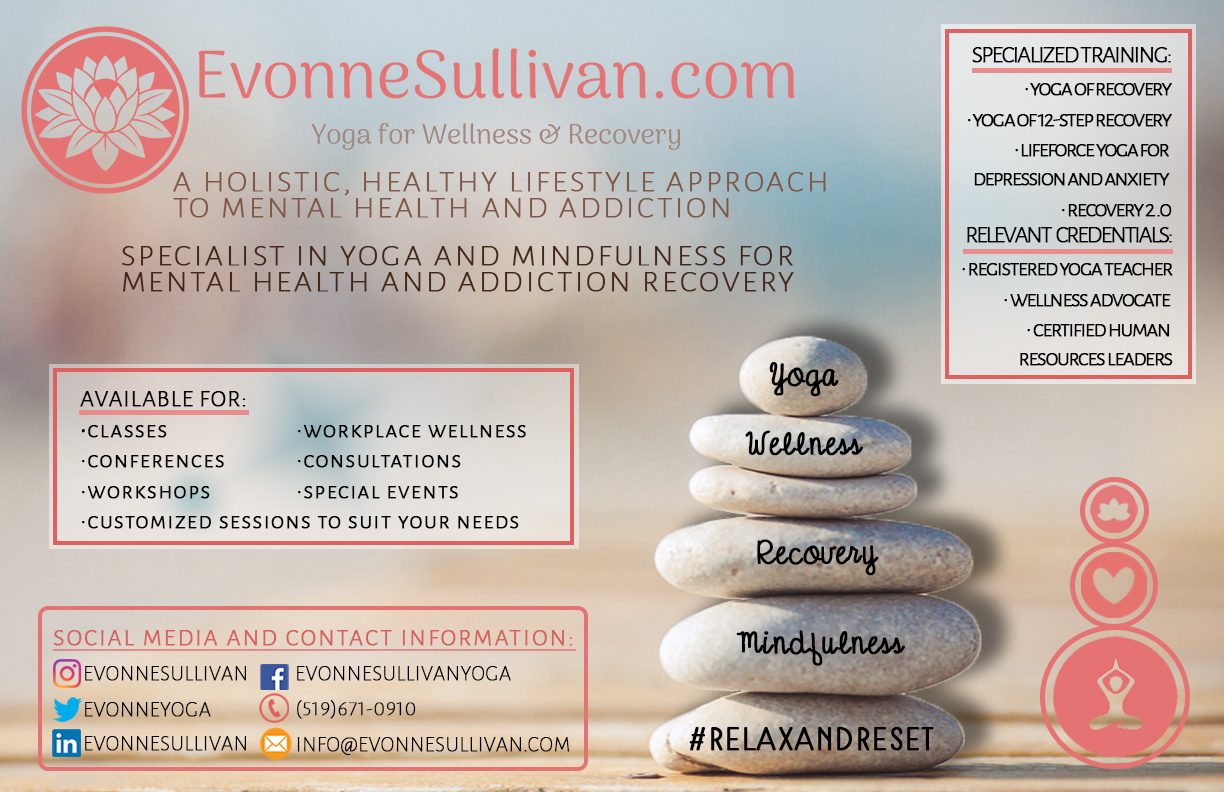 EvonneSullivan.com
Yoga for Wellness & Recovery
A HOLISTIC, HEALTHY LIFESTYLE APPROACH
TO MENTAL HEALTH AND ADDICTION
SPECIALIST IN YOGA AND MINDFULNESS FOR
MENTAL HEALTH AND ADDICTION RECOVERY
SPECIALIZED TRAINING:
· YOGA OF RECOVERY
· YOGA OF 12-STEP RECOVERY
· LIFEFORCE YOGA FOR
DEPRESSION AND ANXIETY
· RECOVERY 2.0
RELEVANT CREDENTIALS:
· REGISTERED YOGA TEACHER
· WELLNESS ADVOCATE
· CERTIFIED HUMAN
RESOURCES LEADERS
AVAILABLE FOR:
·CLASSES
·CONFERENCES
·WORKSHOPS
·WORKPLACE WELLNESS
·CONSULTATIONS
·SPECIAL EVENTS
·CUSTOMIZED SESSIONS TO SUIT YOUR NEEDS
Yoga
Wellness
Recovery
Mindfulness
#RELAXANDRESET
SOCIAL MEDIA AND CONTACT INFORMATION:
EVONNESULLIVAN
EVONNESULLIVANYOGA
EVONNEYOGA
(519)671-0910
in EVONNESULLIVAN
INFO@EVONNESULLIVAN.COM